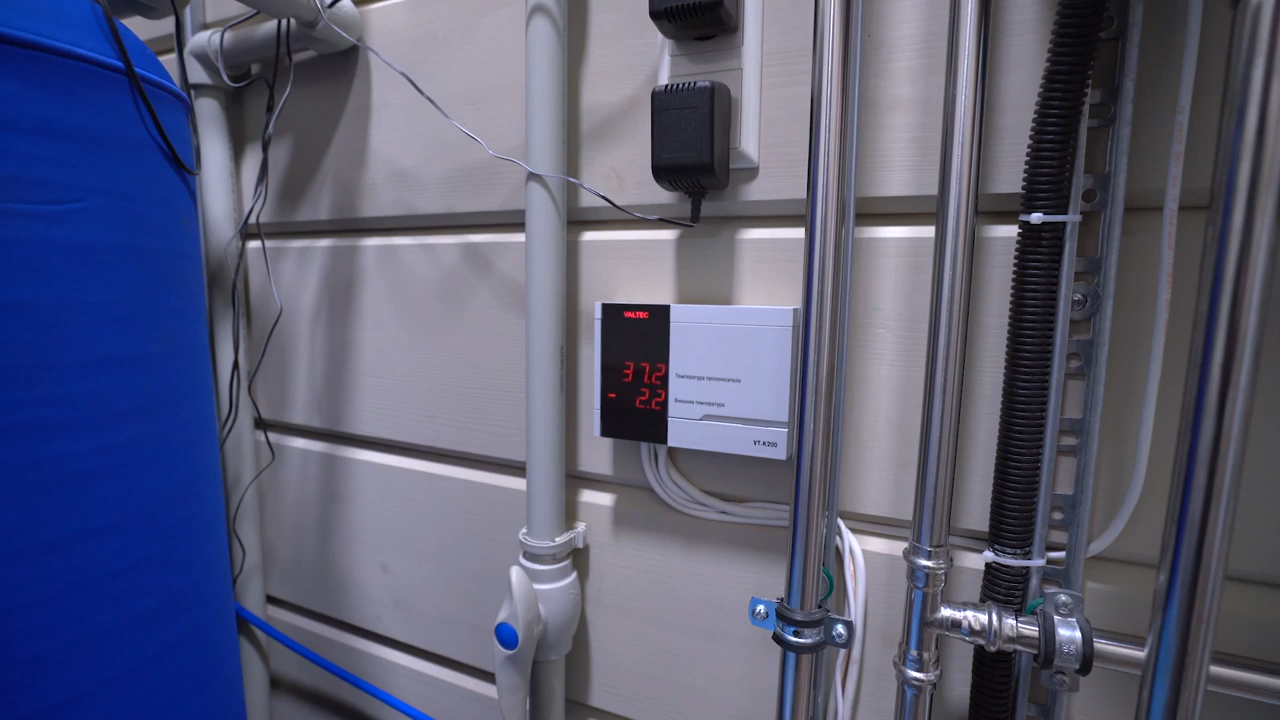 VALTEC
37.2 Температура теплоносителя
- 2.2 Внешняя температура
VT.K200